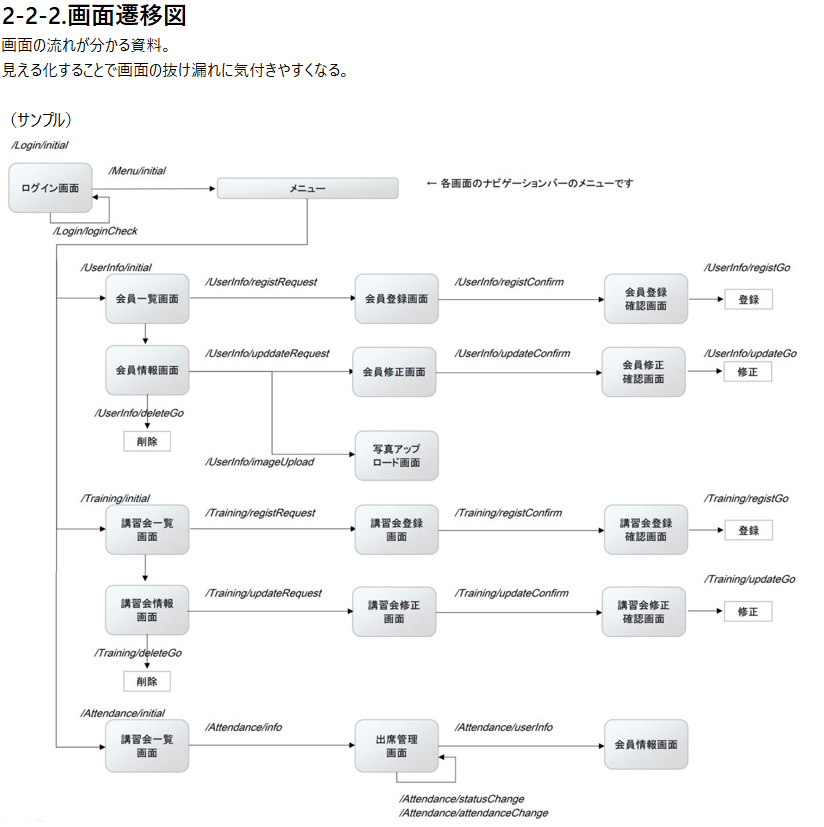 2-2-2.画面遷移図
画面の流れが分かる資料。
見える化することで画面の抜け漏れに気付きやすくなる。
（サンプル）
/Login/initial
ログイン画面
/Menu/initial
メニュー
← 各画面のナビゲーションバーのメニューです
/Login/loginCheck
/UserInfo/initial
会員一覧画面
/UserInfo/registRequest
会員登録画面
/UserInfo/registConfirm
会員登録
確認画面
/UserInfo/registGo
登録
会員情報画面
/UserInfo/upddateRequest
会員修正画面
/UserInfo/updateConfirm
会員修正
確認画面
/UserInfo/updateGo
修正
/UserInfo/deleteGo
削除
/UserInfo/imageUpload
写真アップ
ロード画面
/Training/initial
講習会一覧
画面
/Training/registRequest
講習会登録
画面
/Training/registConfirm
講習会登録
確認画面
/Training/registGo
登録
講習会情報
画面
/Training/updateRequest
講習会修正
画面
/Training/updateConfirm
講習会修正
確認画面
/Training/updateGo
修正
/Training/deleteGo
削除
/Attendance/initial
講習会一覧
画面
/Attendance/info
出席管理
画面
/Attendance/userInfo
会員情報画面
/Attendance/statusChange
/Attendance/attendanceChange